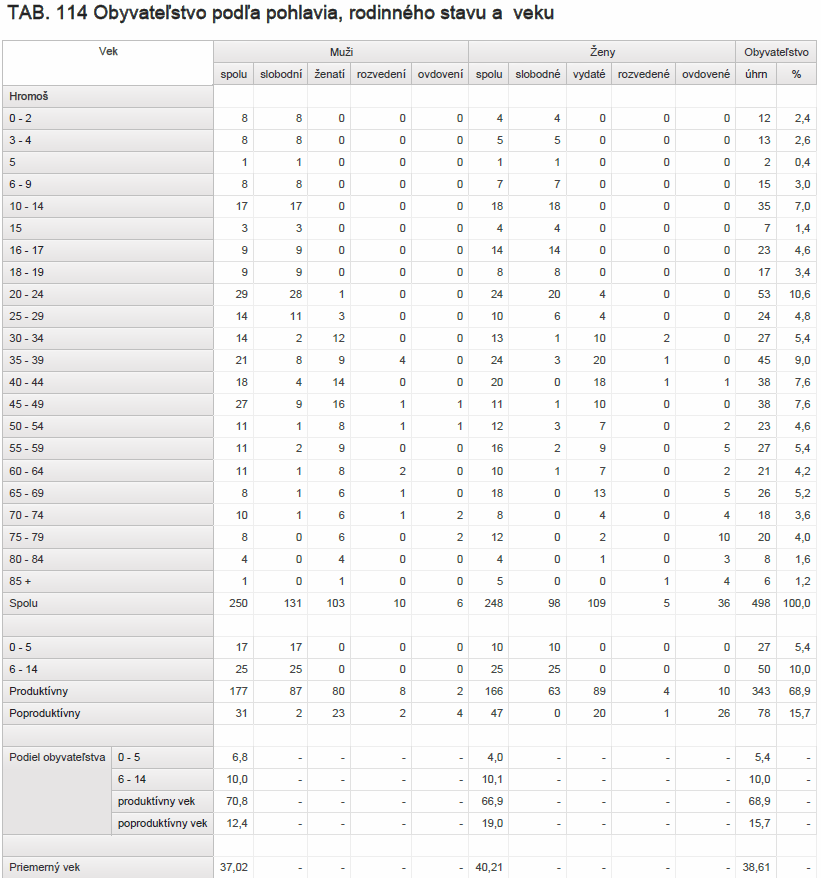 TAB. 114 Obyvateľstvo podľa pohlavia, rodinného stavu a veku
Vek Muži Ženy Obyvateľstvo
spolu slobodní ženatí rozvedení ovdovení spolu slobodné vydaté rozvedené ovdovené úhrn %
Hromoš
0 - 2 8 8 0 0 0 4 4 0 0 0 12 2,4
3 - 4 8 8 0 0 0 5 5 0 0 0 13 2,6
5 1 1 0 0 0 1 1 0 0 0 2 0,4
6 - 9 8 8 0 0 0 7 7 0 0 0 15 3,0
10 - 14 17 17 0 0 0 18 18 0 0 0 35 7,0
15 3 3 0 0 0 4 4 0 0 0 7 1,4
16 - 17 9 9 0 0 0 14 14 0 0 0 23 4,6
18 - 19 9 9 0 0 0 8 8 0 0 0 17 3,4
20 - 24 29 28 1 0 0 24 20 4 0 0 53 10,6
25 - 29 14 11 3 0 0 10 6 4 0 0 24 4,8
30 - 34 14 2 12 0 0 13 1 10 2 0 27 5,4
35 - 39 21 8 9 4 0 24 3 20 1 0 45 9,0
40 - 44 18 4 14 0 0 20 0 18 1 1 38 7,6
45 - 49 27 9 16 1 1 11 1 10 0 0 38 7,6
50 - 54 11 1 8 1 1 12 3 7 0 2 23 4,6
55 - 59 11 2 9 0 0 16 2 9 0 5 27 5,4
60 - 64 11 1 8 2 0 10 1 7 0 2 21 4,2
65 - 69 8 1 6 1 0 18 0 13 0 5 26 5,2
70 - 74 10 1 6 1 2 8 0 4 0 4 18 3,6
75 - 79 8 0 6 0 2 12 0 2 0 10 20 4,0
80 - 84 4 0 4 0 0 4 0 1 0 3 8 1,6
85 + 1 0 1 0 0 5 0 0 1 4 6 1,2
Spolu 250 131 103 10 6 248 98 109 5 36 498 100,0
0 - 5 17 17 0 0 0 10 10 0 0 0 27 5,4
6 - 14 25 25 0 0 0 25 25 0 0 0 50 10,0
Produktívny 177 87 80 8 2 166 63 89 4 10 343 68,9
Poproduktívny 31 2 23 2 4 47 0 20 1 26 78 15,7
Podiel obyvateľstva 0 - 5 6,8 - - - - 4,0 - - - - 5,4 -
6 - 14 10,0 - - - - 10,1 - - - - 10,0 -
produktívny vek 70,8 - - - - 66,9 - - - - 68,9 -
poproduktívny vek 12,4 - - - - 19,0 - - - - 15,7 -
Priemerný vek 37,02 - - - - 40,21 - - - - 38,61 -